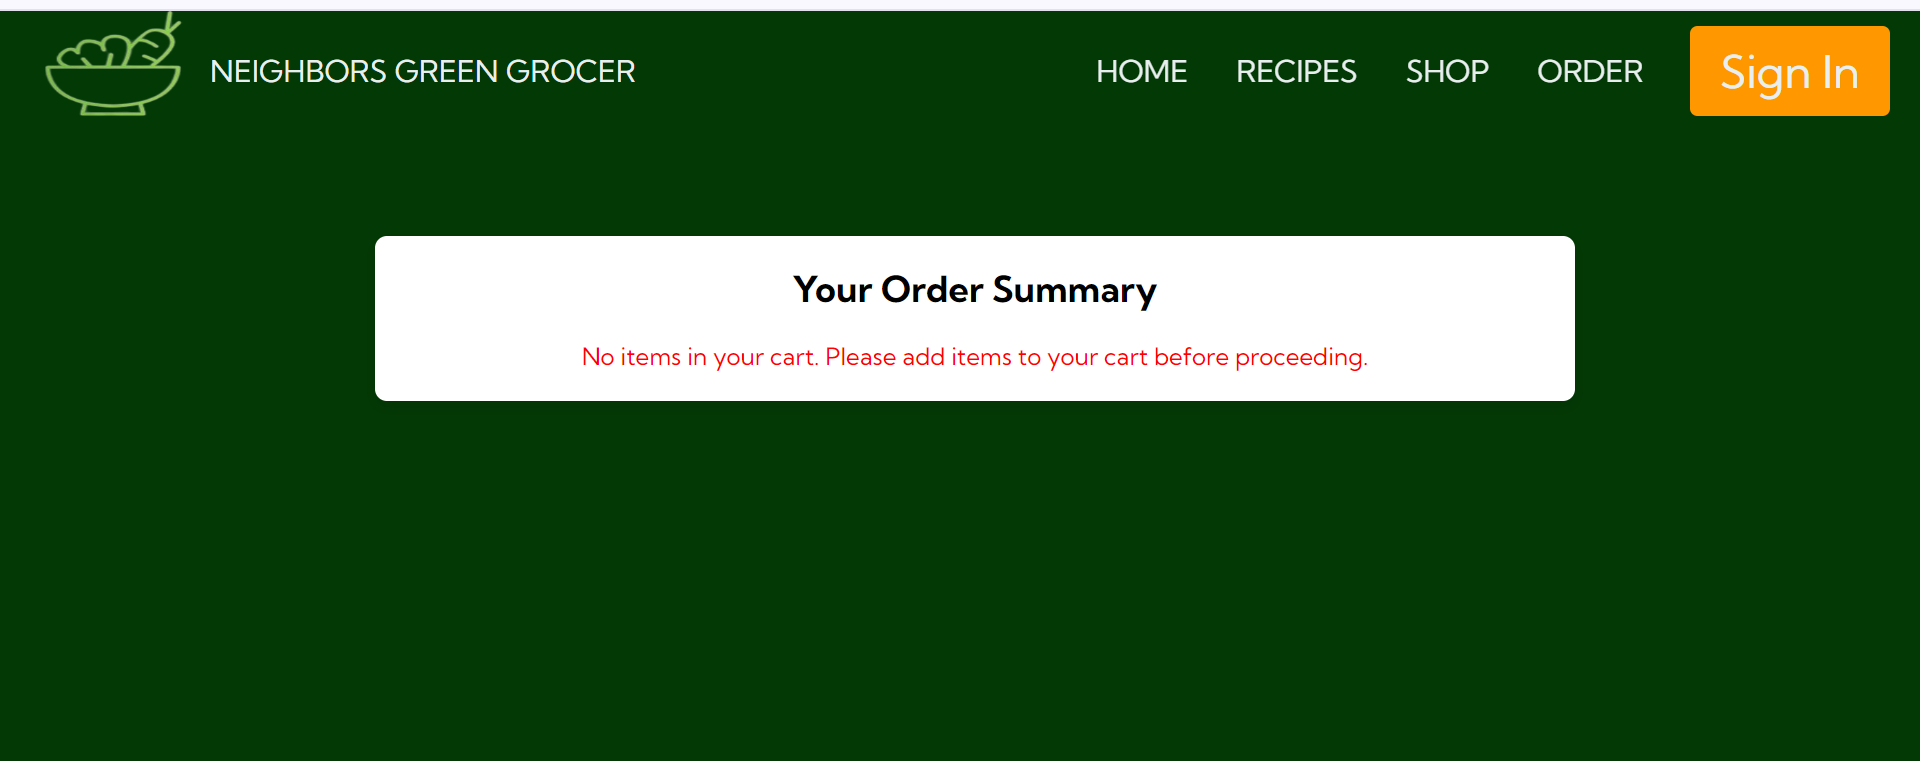 NEIGHBORS GREEN GROCER
HOME
RECIPES
SHOP
ORDER
Sign In
Your Order Summary
No items in your cart. Please add items to your cart before proceeding.